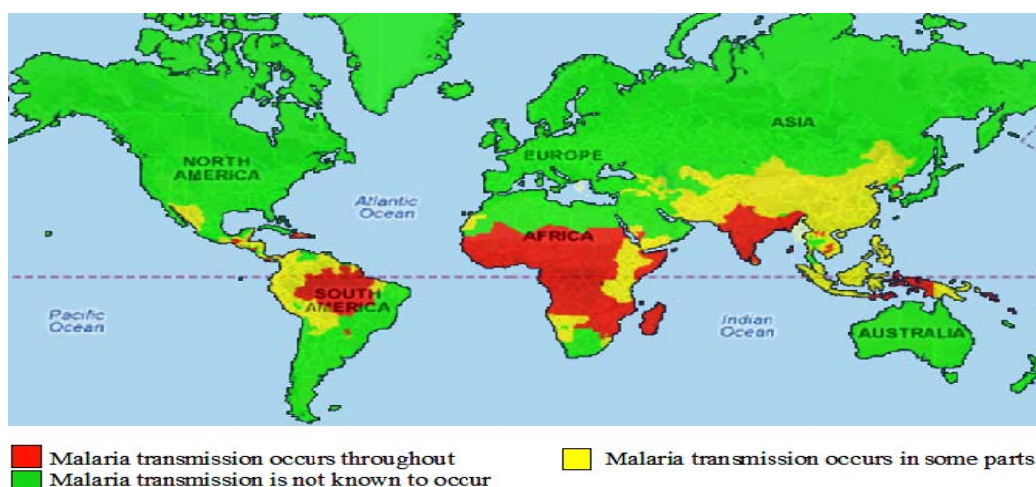 ASIA
NORTH
AMERICA
EUROPE
Atlantic
Ocean
AFRICA
SOUTH
AMERICA
Pacific
Ocean
Indian
Ocean
AUSTRALIA
Malaria transmission occurs throughout
Malaria transmission occurs in some parts
Malaria transmission is not known to occur